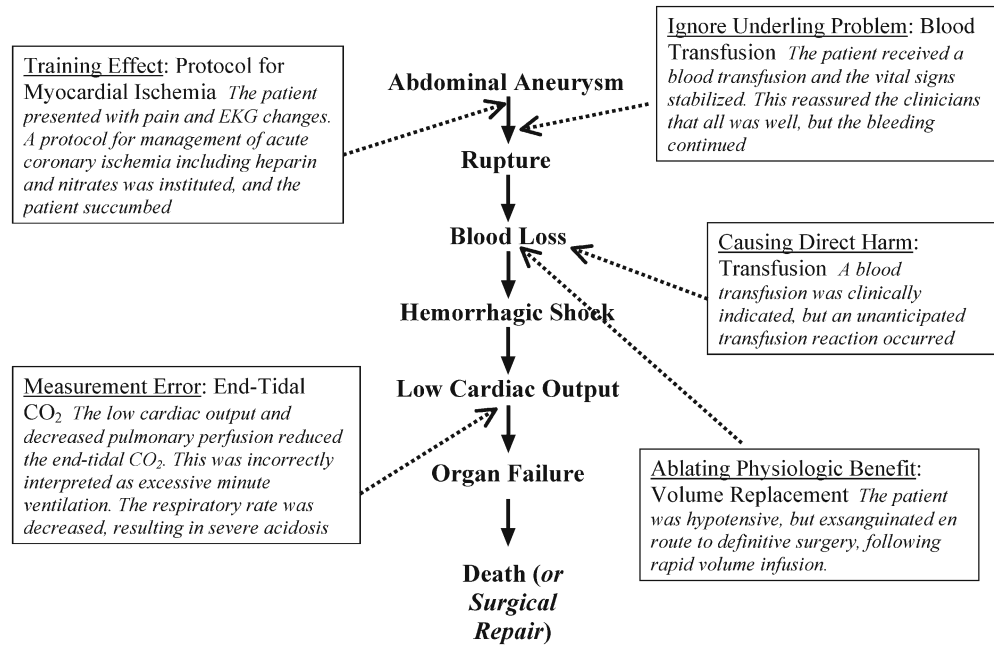 Training Effect: Protocol for
Myocardial Ischemia The patient
presented with pain and EKG changes.
A protocol for management of acute
coronary ischemia including heparin
and nitrates was instituted, and the
patient succumbed
Ignore Underling Problem: Blood
Transfusion The patient received a
blood transfusion and the vital signs
stabilized. This reassured the clinicians
that all was well, but the bleeding
continued
Abdominal Aneurysm
Rupture
Blood Loss
Hemorrhagic Shock
Low Cardiac Output
Organ Failure
Death (or
Surgical
Repair)
Causing Direct Harm:
Transfusion A blood
transfusion was clinically
indicated, but an unanticipated
transfusion reaction occurred
Measurement Error: End-Tidal
CO₂ The low cardiac output and
decreased pulmonary perfusion reduced
the end-tidal CO₂. This was incorrectly
interpreted as excessive minute
ventilation. The respiratory rate was
decreased, resulting in severe acidosis
Ablating Physiologic Benefit:
Volume Replacement The patient
was hypotensive, but exsanguinated en
route to definitive surgery, following
rapid volume infusion.